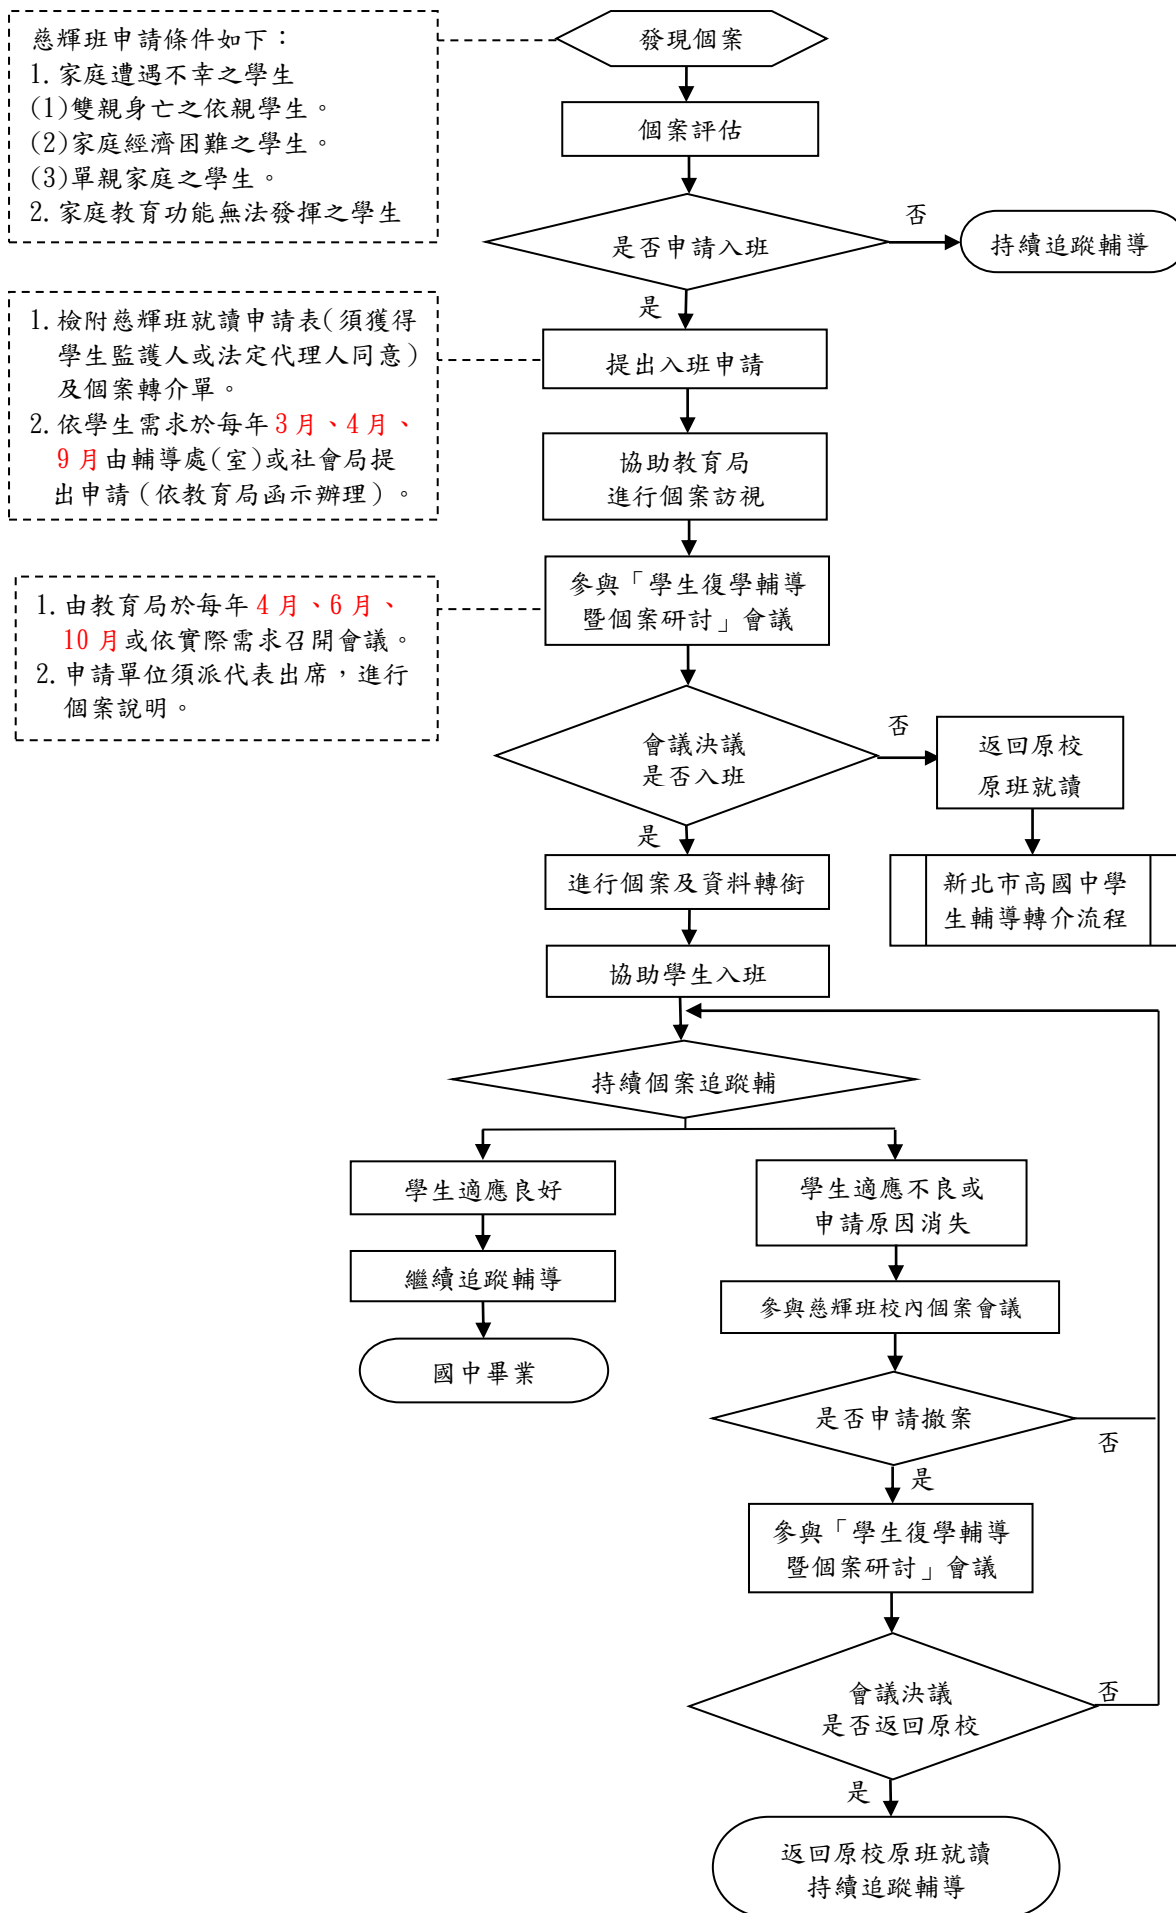 慈輝班申請條件如下：
1.家庭遭遇不幸之學生
(1)雙親身亡之依親學生。
(2)家庭經濟困難之學生。
(3)單親家庭之學生。
2.家庭教育功能無法發揮之學生
發現個案
個案評估
是否申請入班
否
持續追蹤輔導
是
1.檢附慈輝班就讀申請表(須獲得
學生監護人或法定代理人同意)
及個案轉介單。
2.依學生需求於每年3月、4月、
9月由輔導處(室)或社會局提
出申請(依教育局函示辦理)。
提出入班申請
協助教育局
進行個案訪視
1.由教育局於每年4月、6月、
10月或依實際需求召開會議。
2.申請單位須派代表出席，進行
個案說明。
參與「學生復學輔導
暨個案研討」會議
會議決議
是否入班
否
返回原校
原班就讀
新北市高國中學
生輔導轉介流程
是
進行個案及資料轉銜
協助學生入班
持續個案追蹤輔
學生適應良好
繼續追蹤輔導
國中畢業
學生適應不良或
申請原因消失
參與慈輝班校內個案會議
是否申請撤案
否
是
參與「學生復學輔導
暨個案研討」會議
會議決議
是否返回原校
否
是
返回原校原班就讀
持續追蹤輔導